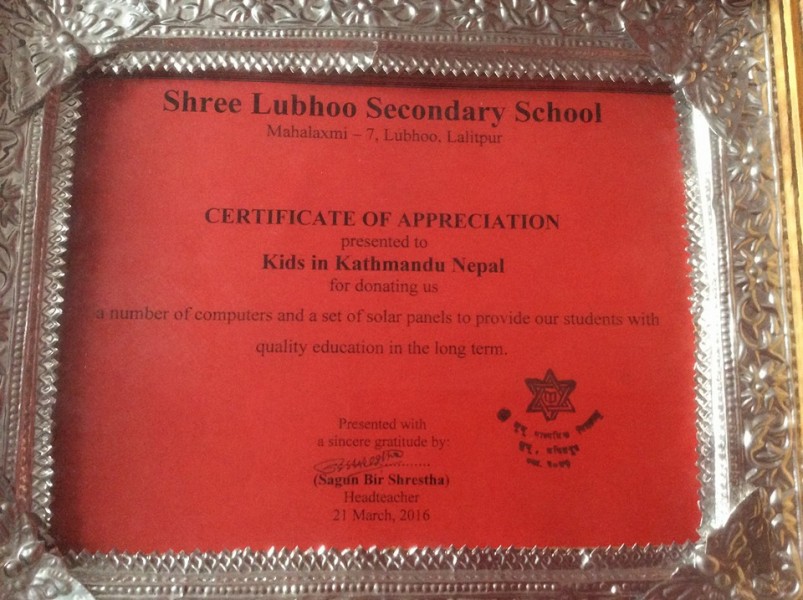 Shree Lubhoo Secondary School
Mahalaxmi – 7, Lubhoo, Lalitpur
CERTIFICATE OF APPRECIATION
presented to
Kids in Kathmandu Nepal
for donating us
a number of computers and a set of solar panels to provide our students with
quality education in the long term.
Presented with
a sincere gratitude by:
(Sagun Bir Shrestha)
Headteacher
21 March, 2016